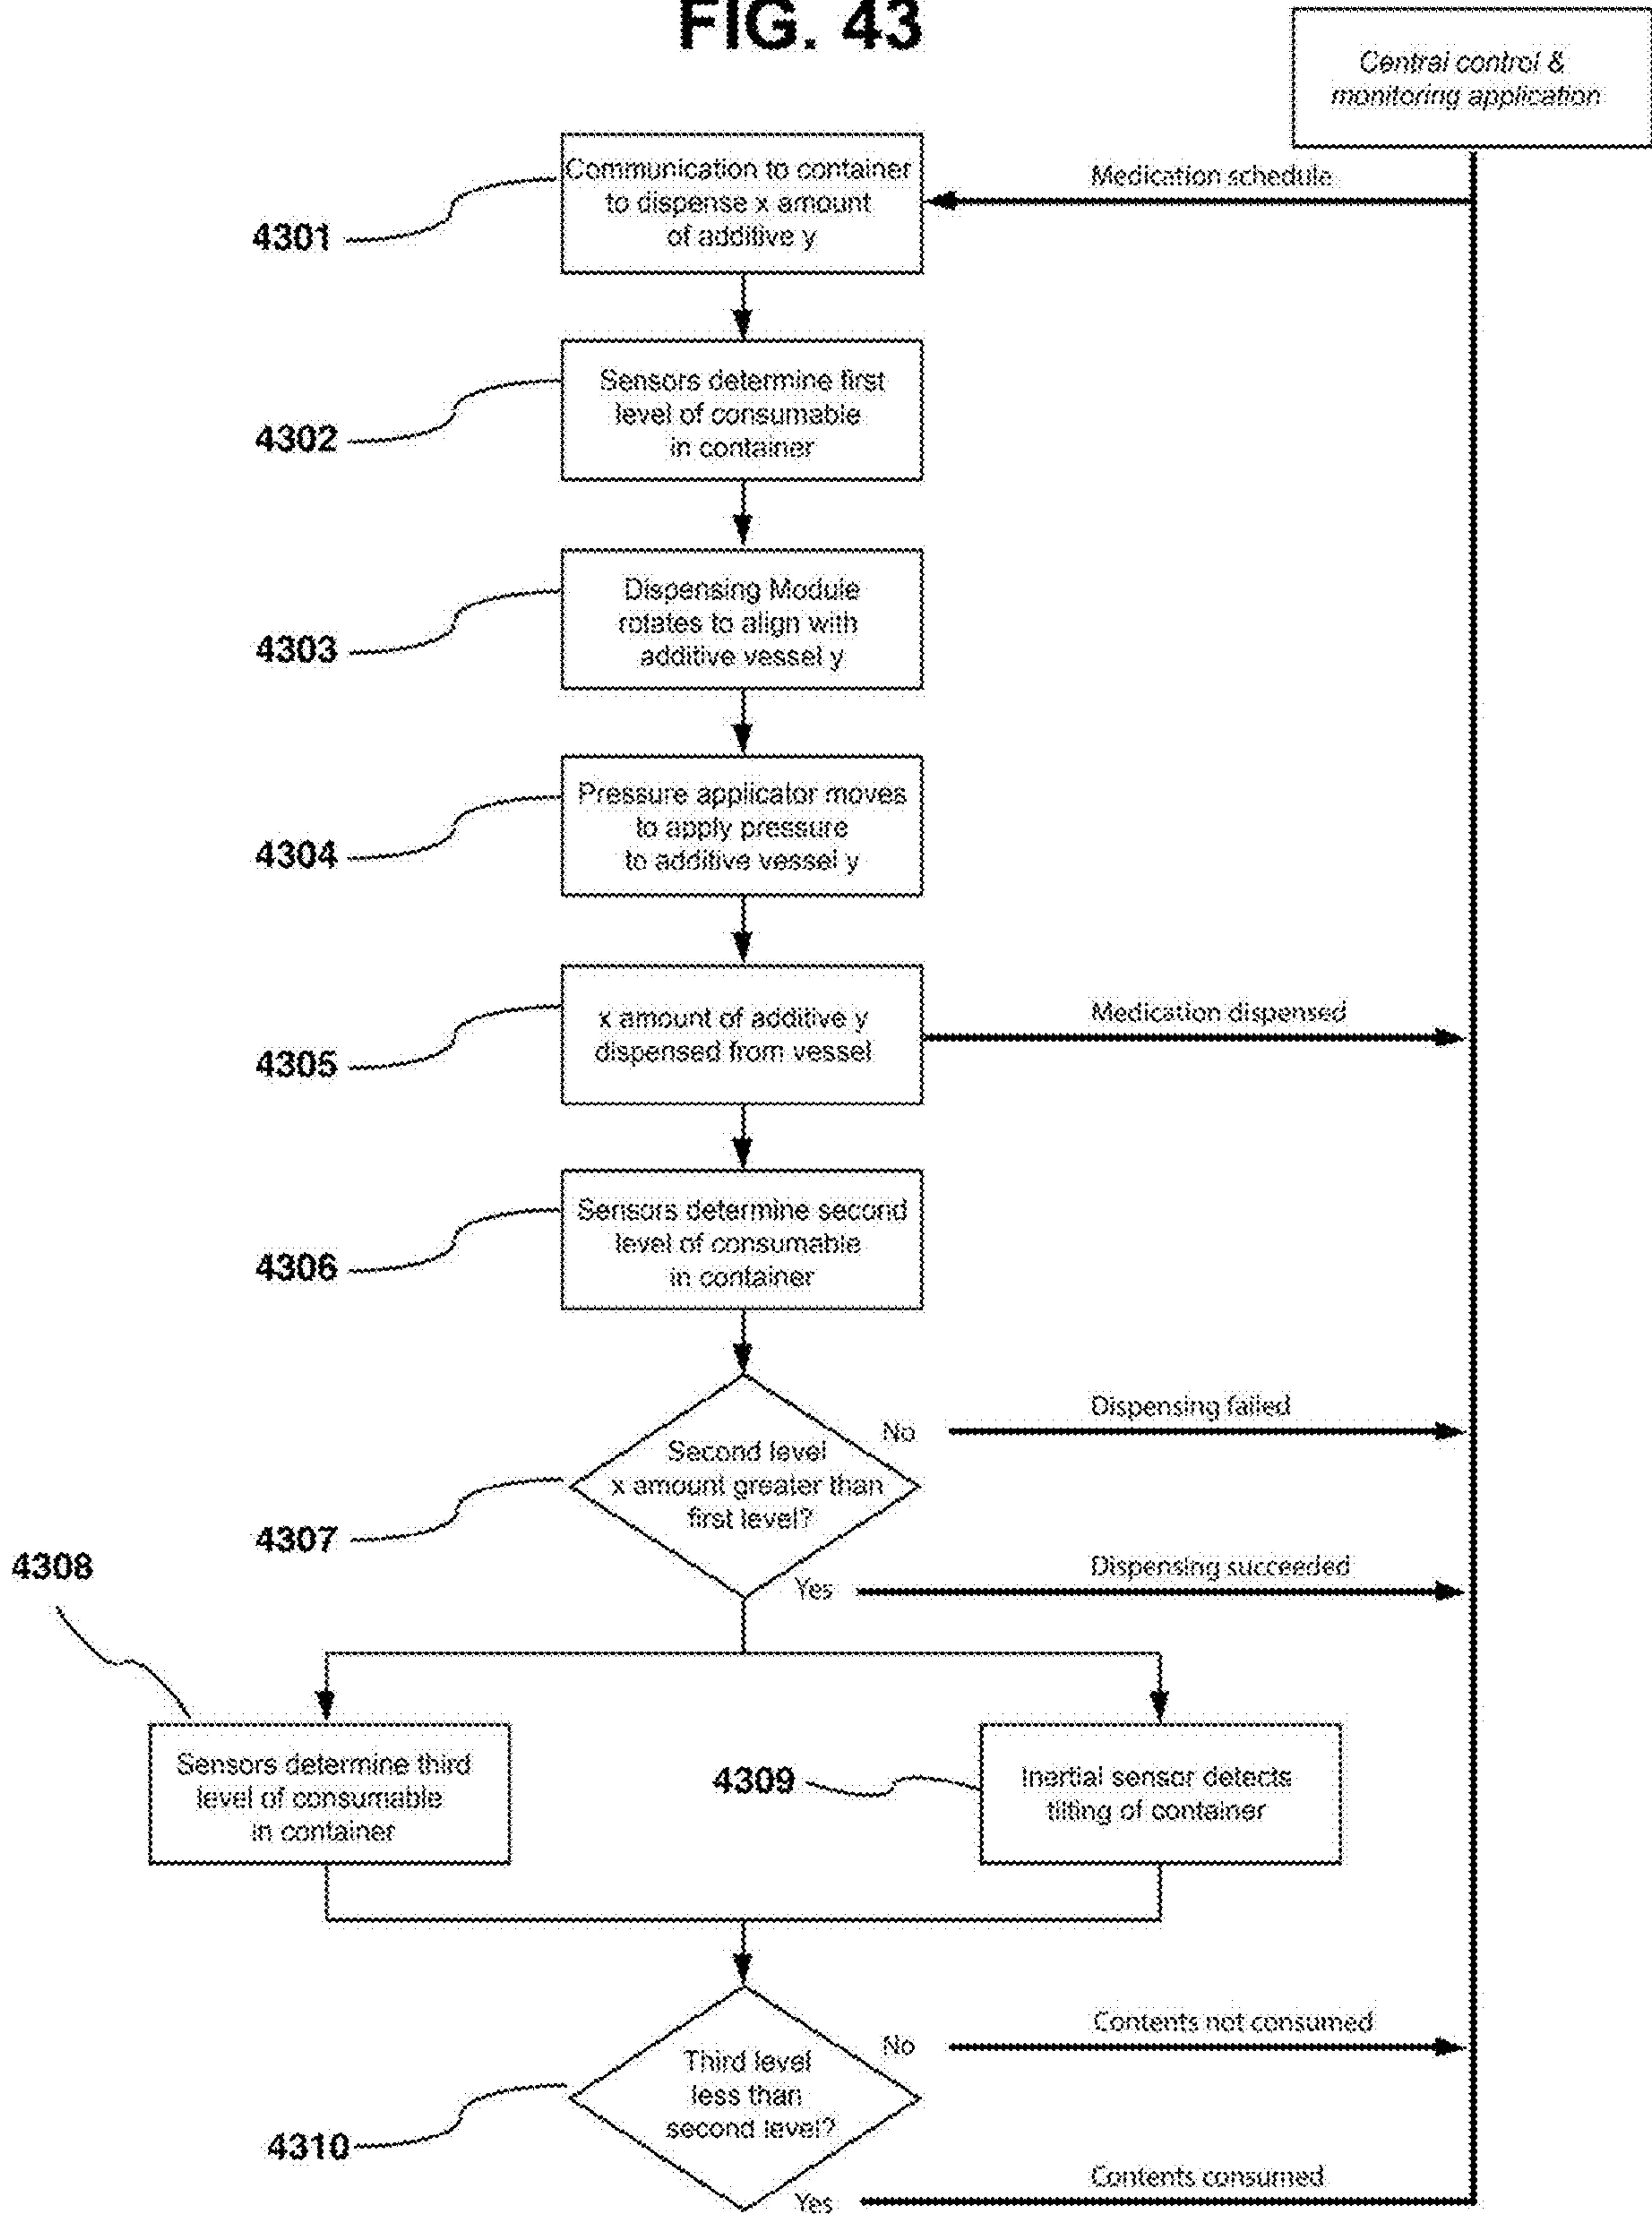 FIG. 43
Central control &
monitoring application
Medication schedule
Communication to container
to dispense x amount
of additive y
4301
Sensors determine first
level of consumable
in container
4302
Dispensing Module
rotates to align with
additive vessel y
4303
Pressure applicator moves
to apply pressure
to additive vessel y
4304
x amount of additive y
dispensed from vessel
Medication dispensed
4305
Sensors determine second
level of consumable
in container
4306
Dispensing failed
No
Second level
x amount greater than
first level?
4307
Dispensing succeeded
Yes
4308
Sensors determine third
level of consumable
in container
4309
Inertial sensor detects
tilting of container
Contents not consumed
No
Third level
less than
second level?
4310
Contents consumed
Yes